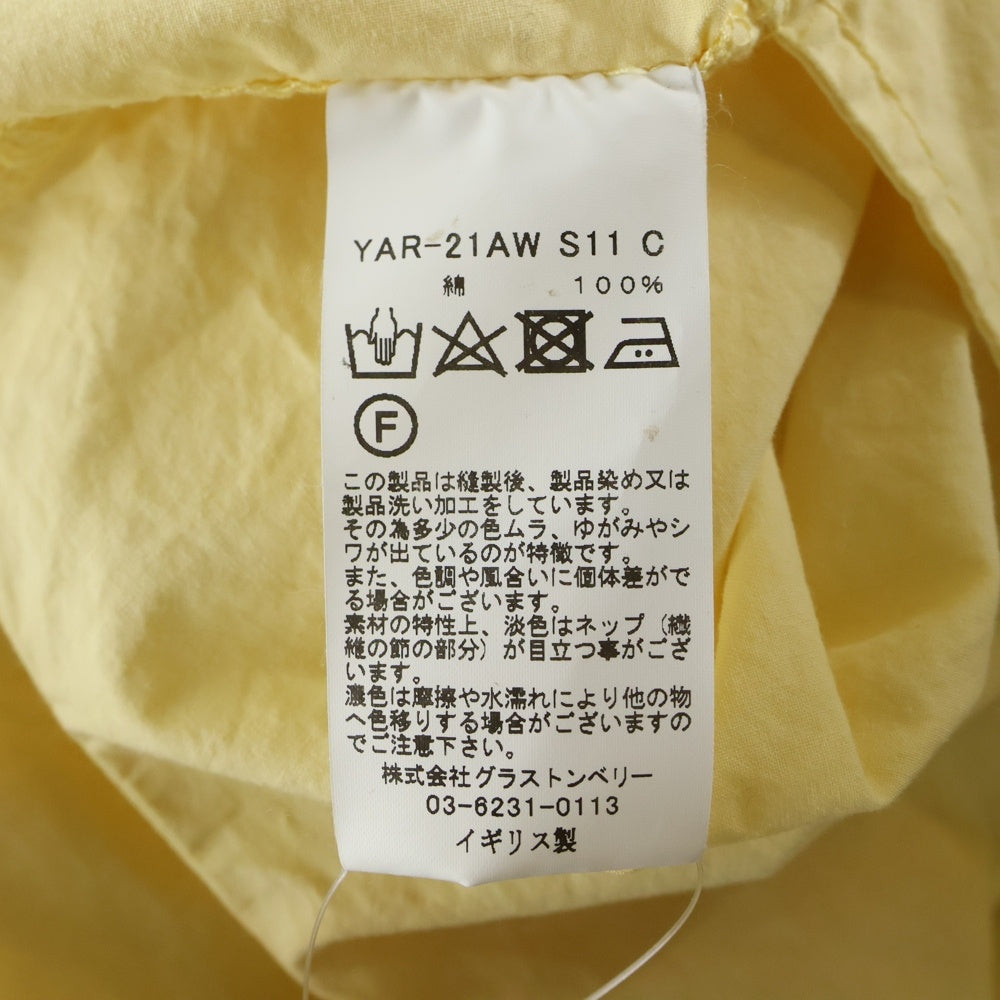 YAR-21AW S11 C
綿 100%
F
この製品は縫製後、製品染め又は
製品洗い加工をしています。
その為多少の色ムラ、ゆがみやシ
ワが出ているのが特徴です。
また、色調や風合いに個体差がで
る場合がございます。
素材の特性上、淡色はネップ（繊
維の節の部分）が目立つ事がござ
います。
濃色は摩擦や水濡れにより他の物
へ色移りする場合がございますの
でご注意下さい。
株式会社グラストンベリー
03-6231-0113
イギリス製